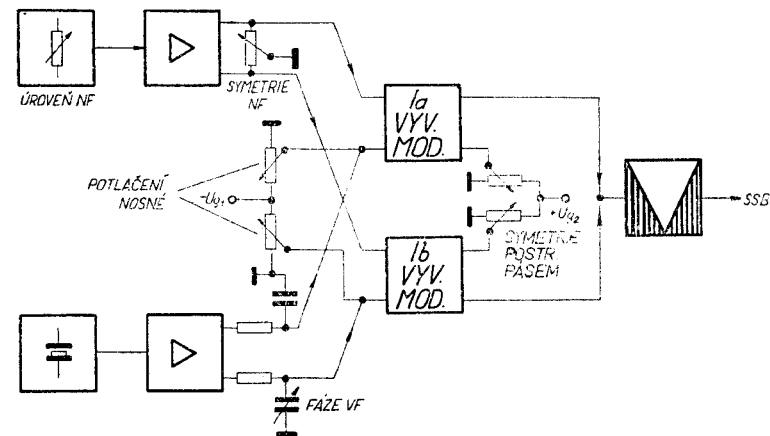 ÚROVEŇ NF
SYMETRIE
NF
Ia
VYV.
MOD.
POTLAČENÍ
NOSNÉ
-Ug₁
+Ug₂
SSB
SYMETRIE
POSTR.
PÁSEM
Ib
VYV.
MOD.
FÁZE VF